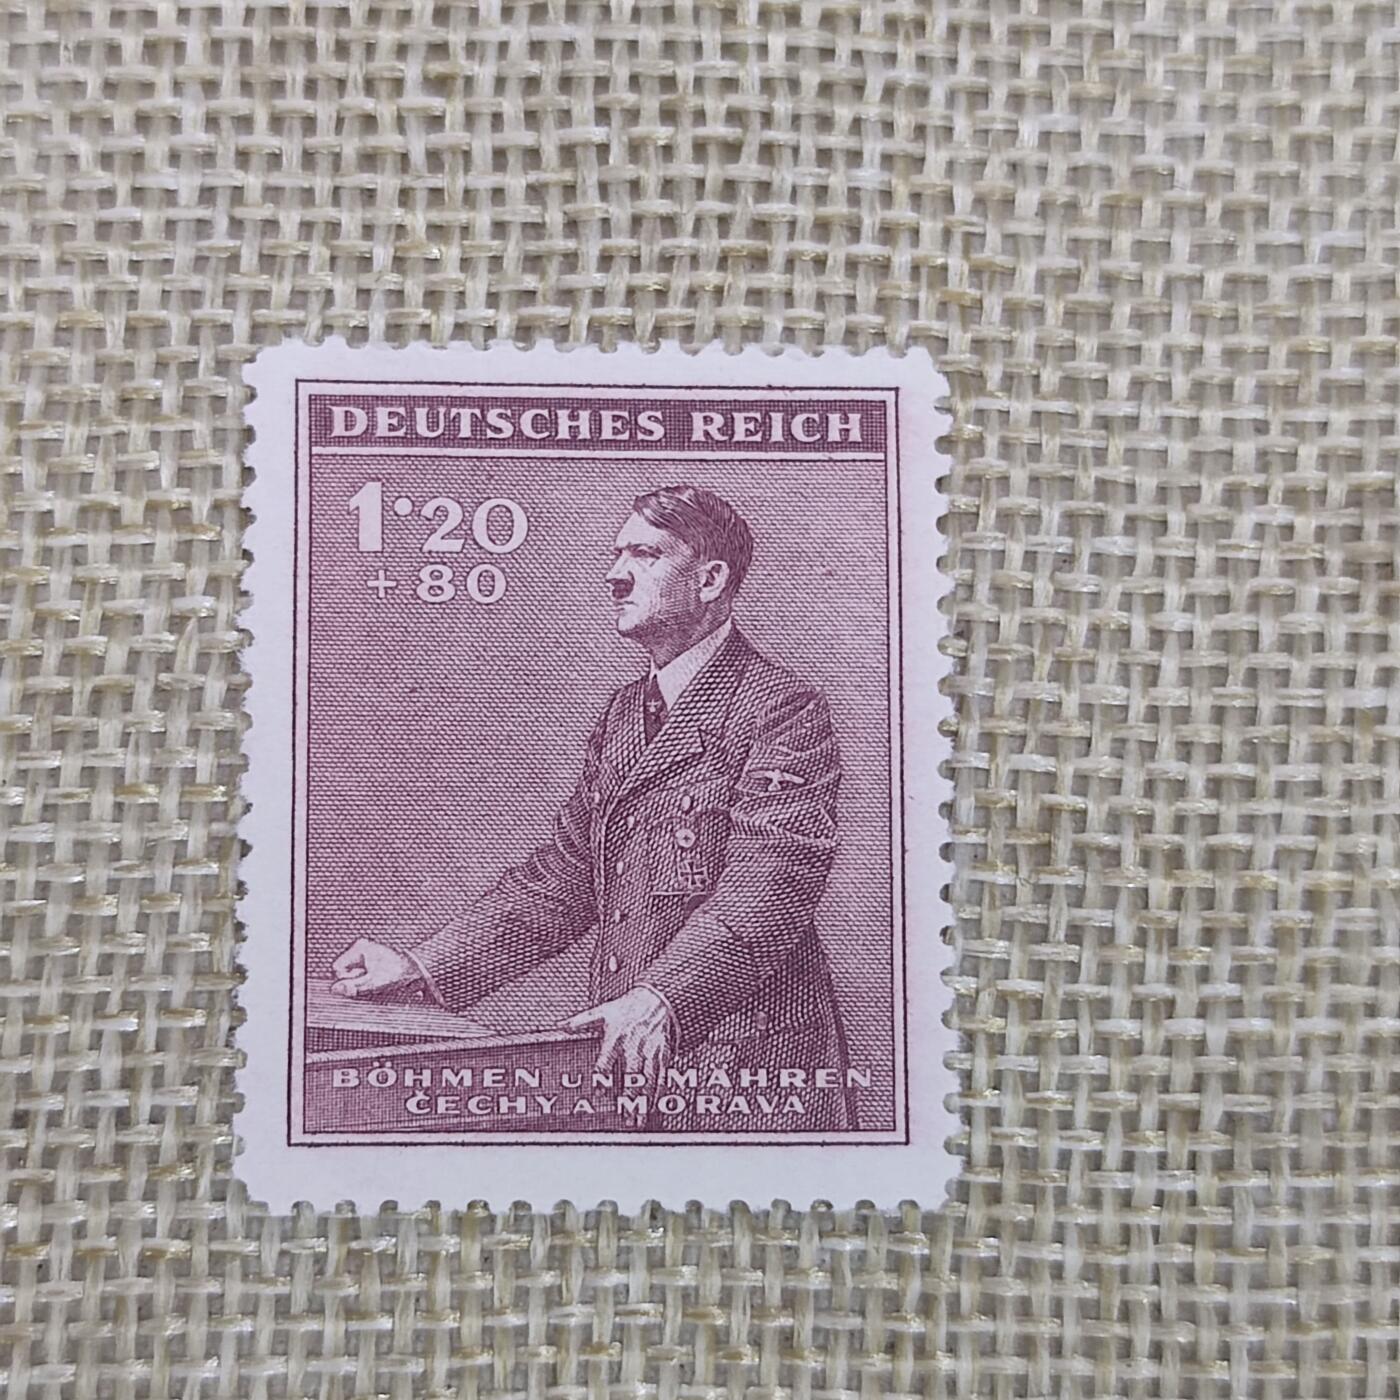 DEUTSCHES REICH
1·20
+80
BÖHMEN UND MÄHREN
ČECHY A MORAVA